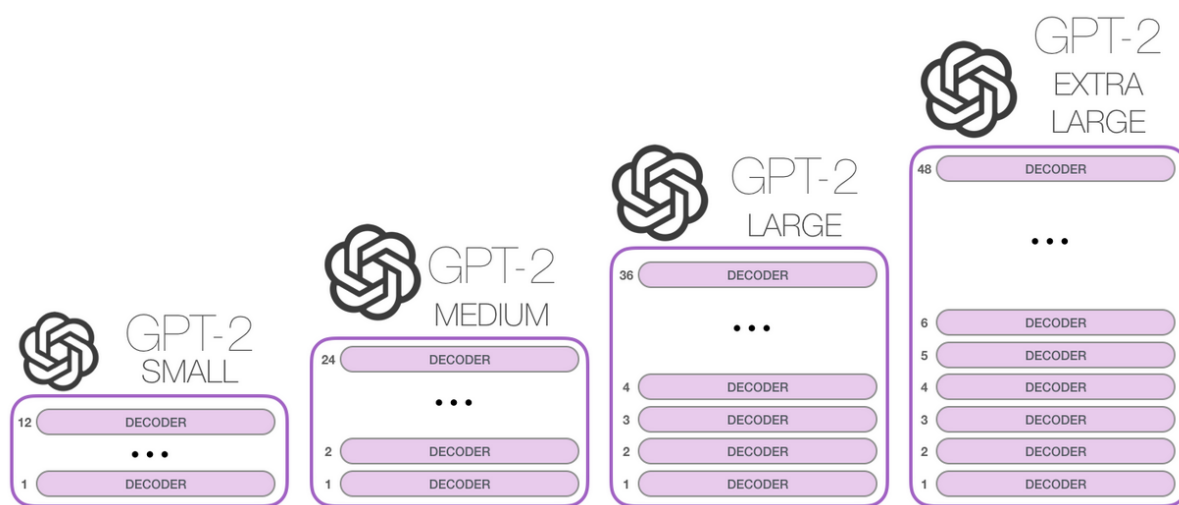 GPT-2
SMALL
12 DECODER
...
1 DECODER
GPT-2
MEDIUM
24 DECODER
...
2 DECODER
1 DECODER
GPT-2
LARGE
36 DECODER
...
4 DECODER
3 DECODER
2 DECODER
1 DECODER
GPT-2
EXTRA
LARGE
48 DECODER
...
6 DECODER
5 DECODER
4 DECODER
3 DECODER
2 DECODER
1 DECODER